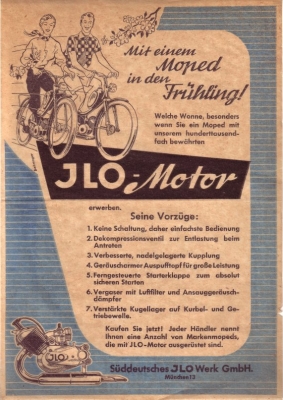 Mit einem
Moped
in den
Frühling!
Welche Wonne, besonders
wenn Sie ein Moped mit
unserem hunderttausend-
fach bewährten
JLO-Motor
erwerben.
Seine Vorzüge:
1. Keine Schaltung, daher einfachste Bedienung
2. Dekompressionsventil zur Entlastung beim
Antreten
3. Verbesserte, nadelgelagerte Kupplung
4. Geräuscharmer Auspufftopf für große Leistung
5. Ferngesteuerte Starterklappe zum absolut
sicheren Starten
6. Vergaser mit Luftfilter und Ansauggeräusch-
dämpfer
7. Verstärkte Kugellager auf Kurbel- und Ge-
triebewelle.
Kaufen Sie jetzt! Jeder Händler nennt
Ihnen eine Anzahl von Markenmopeds,
die mit JLO-Motor ausgerüstet sind.
JLO
Süddeutsches JLO Werk GmbH.
München 13